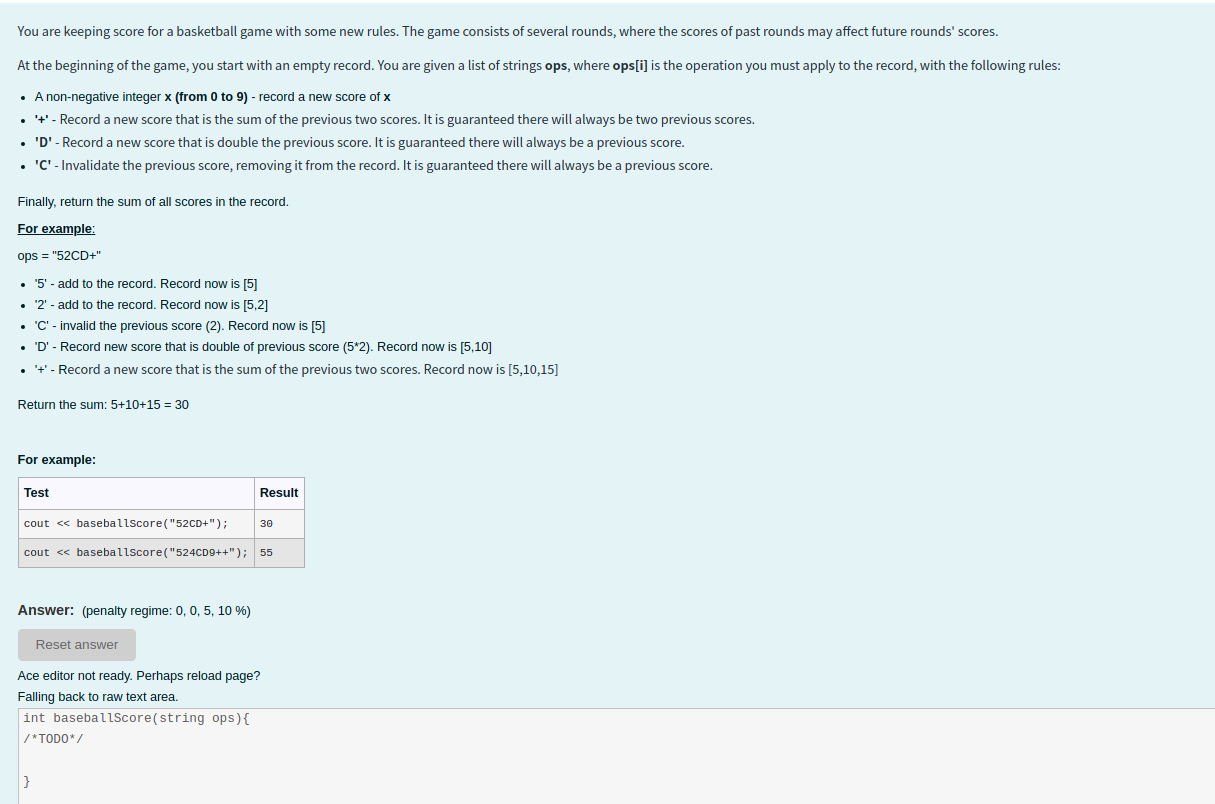 You are keeping score for a basketball game with some new rules. The game consists of several rounds, where the scores of past rounds may affect future rounds' scores.
At the beginning of the game, you start with an empty record. You are given a list of strings ops, where ops[i] is the operation you must apply to the record, with the following rules:
• A non-negative integer x (from 0 to 9) - record a new score of x
• '+' - Record a new score that is the sum of the previous two scores. It is guaranteed there will always be two previous scores.
• 'D' - Record a new score that is double the previous score. It is guaranteed there will always be a previous score.
• 'C' - Invalidate the previous score, removing it from the record. It is guaranteed there will always be a previous score.
Finally, return the sum of all scores in the record.
For example:
ops = "52CD+"
• '5' - add to the record. Record now is [5]
• '2' - add to the record. Record now is [5,2]
• 'C' - invalid the previous score (2). Record now is [5]
• 'D' - Record new score that is double of previous score (5*2). Record now is [5,10]
• '+' - Record a new score that is the sum of the previous two scores. Record now is [5,10,15]
Return the sum: 5+10+15 = 30
For example:
Test Result
cout << baseballScore("52CD+"); 30
cout << baseballScore("524CD9++"); 55
Answer: (penalty regime: 0, 0, 5, 10 %)
Reset answer
Ace editor not ready. Perhaps reload page?
Falling back to raw text area.
int baseballScore(string ops){
/*TODO*/
}